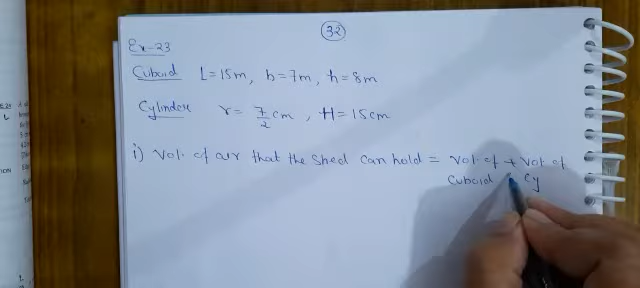 32
Ex-23
Cuboid L=15m, b=7m, h=8m
Cylinder r= 7/2 cm, H=15cm
i) Vol. of air that the shed can hold = Vol. of + Vol. of
Cuboid Cy